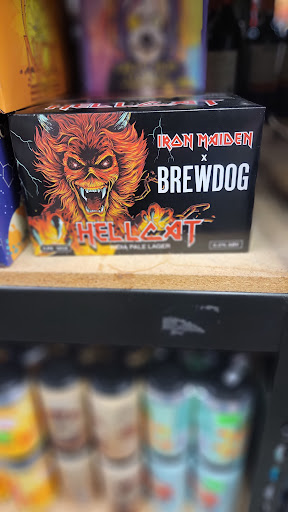 IRON MAIDEN
X
BREWDOG
HELLCAT
INDIA PALE LAGER